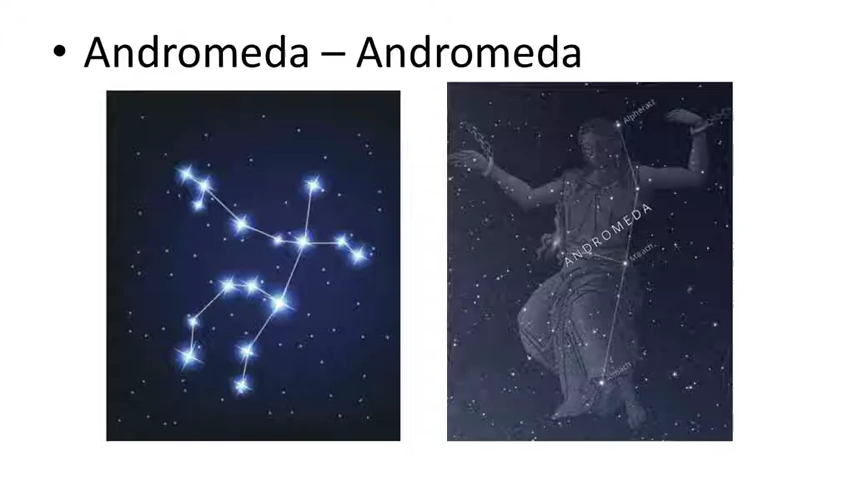 • Andromeda – Andromeda
Alpheratz
ANDROMEDA
Mirach